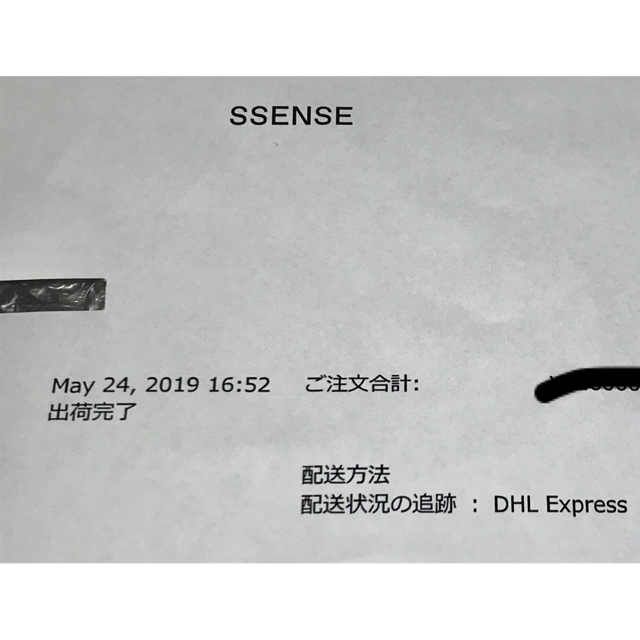 SSENSE
May 24, 2019 16:52 ご注文合計:
出荷完了
配送方法
配送状況の追跡 : DHL Express